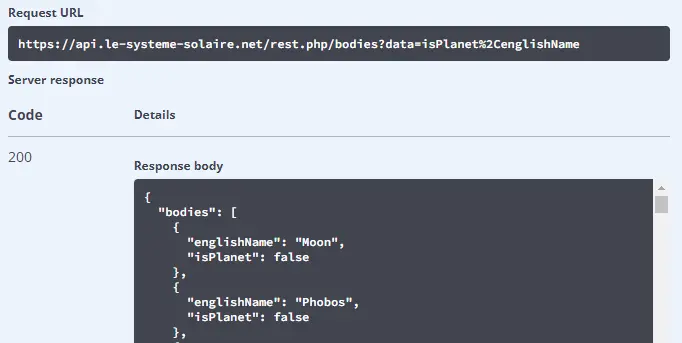 Request URL
https://api.le-systeme-solaire.net/rest.php/bodies?data=isPlanet%2CenglishName
Server response
Code Details
200
Response body
{
"bodies": [
{
"englishName": "Moon",
"isPlanet": false
},
{
"englishName": "Phobos",
"isPlanet": false
},